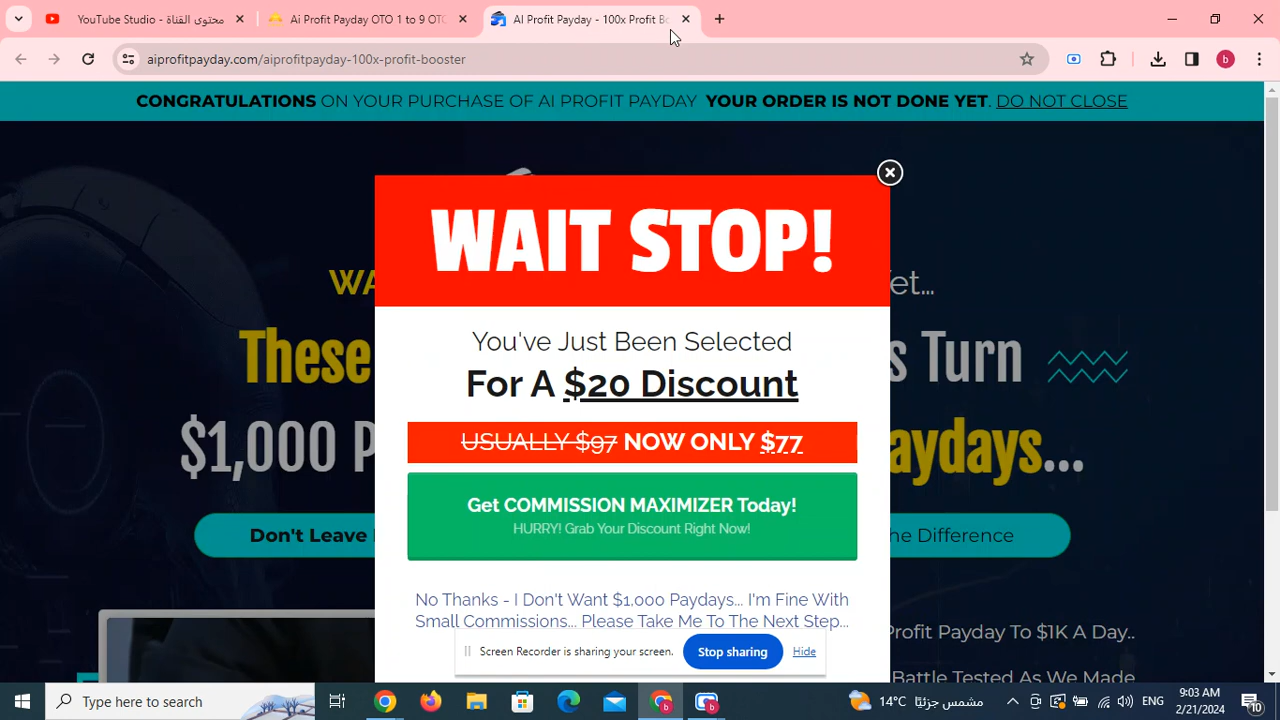 YouTube Studio - محتوى القناة
Ai Profit Payday OTO 1 to 9 OTO
AI Profit Payday - 100x Profit Bo
aiprofitpayday.com/aiprofitpayday-100x-profit-booster
b
CONGRATULATIONS ON YOUR PURCHASE OF AI PROFIT PAYDAY YOUR ORDER IS NOT DONE YET. DO NOT CLOSE
WAIT STOP!
You've Just Been Selected
For A $20 Discount
USUALLY $97 NOW ONLY $77
Get COMMISSION MAXIMIZER Today!
HURRY! Grab Your Discount Right Now!
No Thanks - I Don't Want $1,000 Paydays... I'm Fine With
Small Commissions... Please Take Me To The Next Step...
WA
et...
These
s Turn
$1,000 P
aydays...
Don't Leave
he Difference
Profit Payday To $1K A Day..
Battle Tested As We Made
Screen Recorder is sharing your screen.
Stop sharing
Hide
Type here to search
b
b
14°C مشمس جزئيًا
ENG
9:03 AM
2/21/2024
10